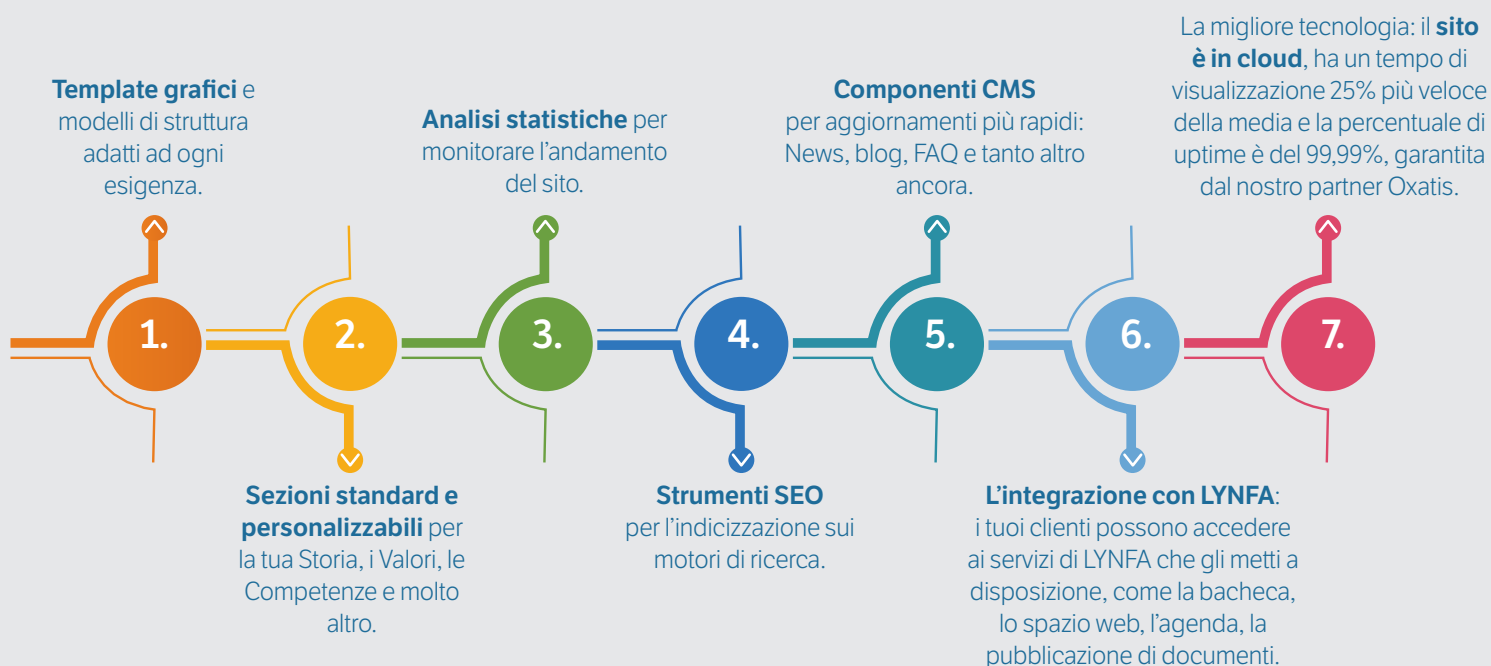 Template grafici e
modelli di struttura
adatti ad ogni
esigenza.
Analisi statistiche per
monitorare l'andamento
del sito.
Componenti CMS
per aggiornamenti più rapidi:
News, blog, FAQ e tanto altro
ancora.
La migliore tecnologia: il sito
è in cloud, ha un tempo di
visualizzazione 25% più veloce
della media e la percentuale di
uptime è del 99,99%, garantita
dal nostro partner Oxatis.
1.
2.
3.
4.
5.
6.
7.
Sezioni standard e
personalizzabili per
la tua Storia, i Valori, le
Competenze e molto
altro.
Strumenti SEO
per l'indicizzazione sui
motori di ricerca.
L'integrazione con LYNFA:
i tuoi clienti possono accedere
ai servizi di LYNFA che gli metti a
disposizione, come la bacheca,
lo spazio web, l'agenda, la
pubblicazione di documenti.